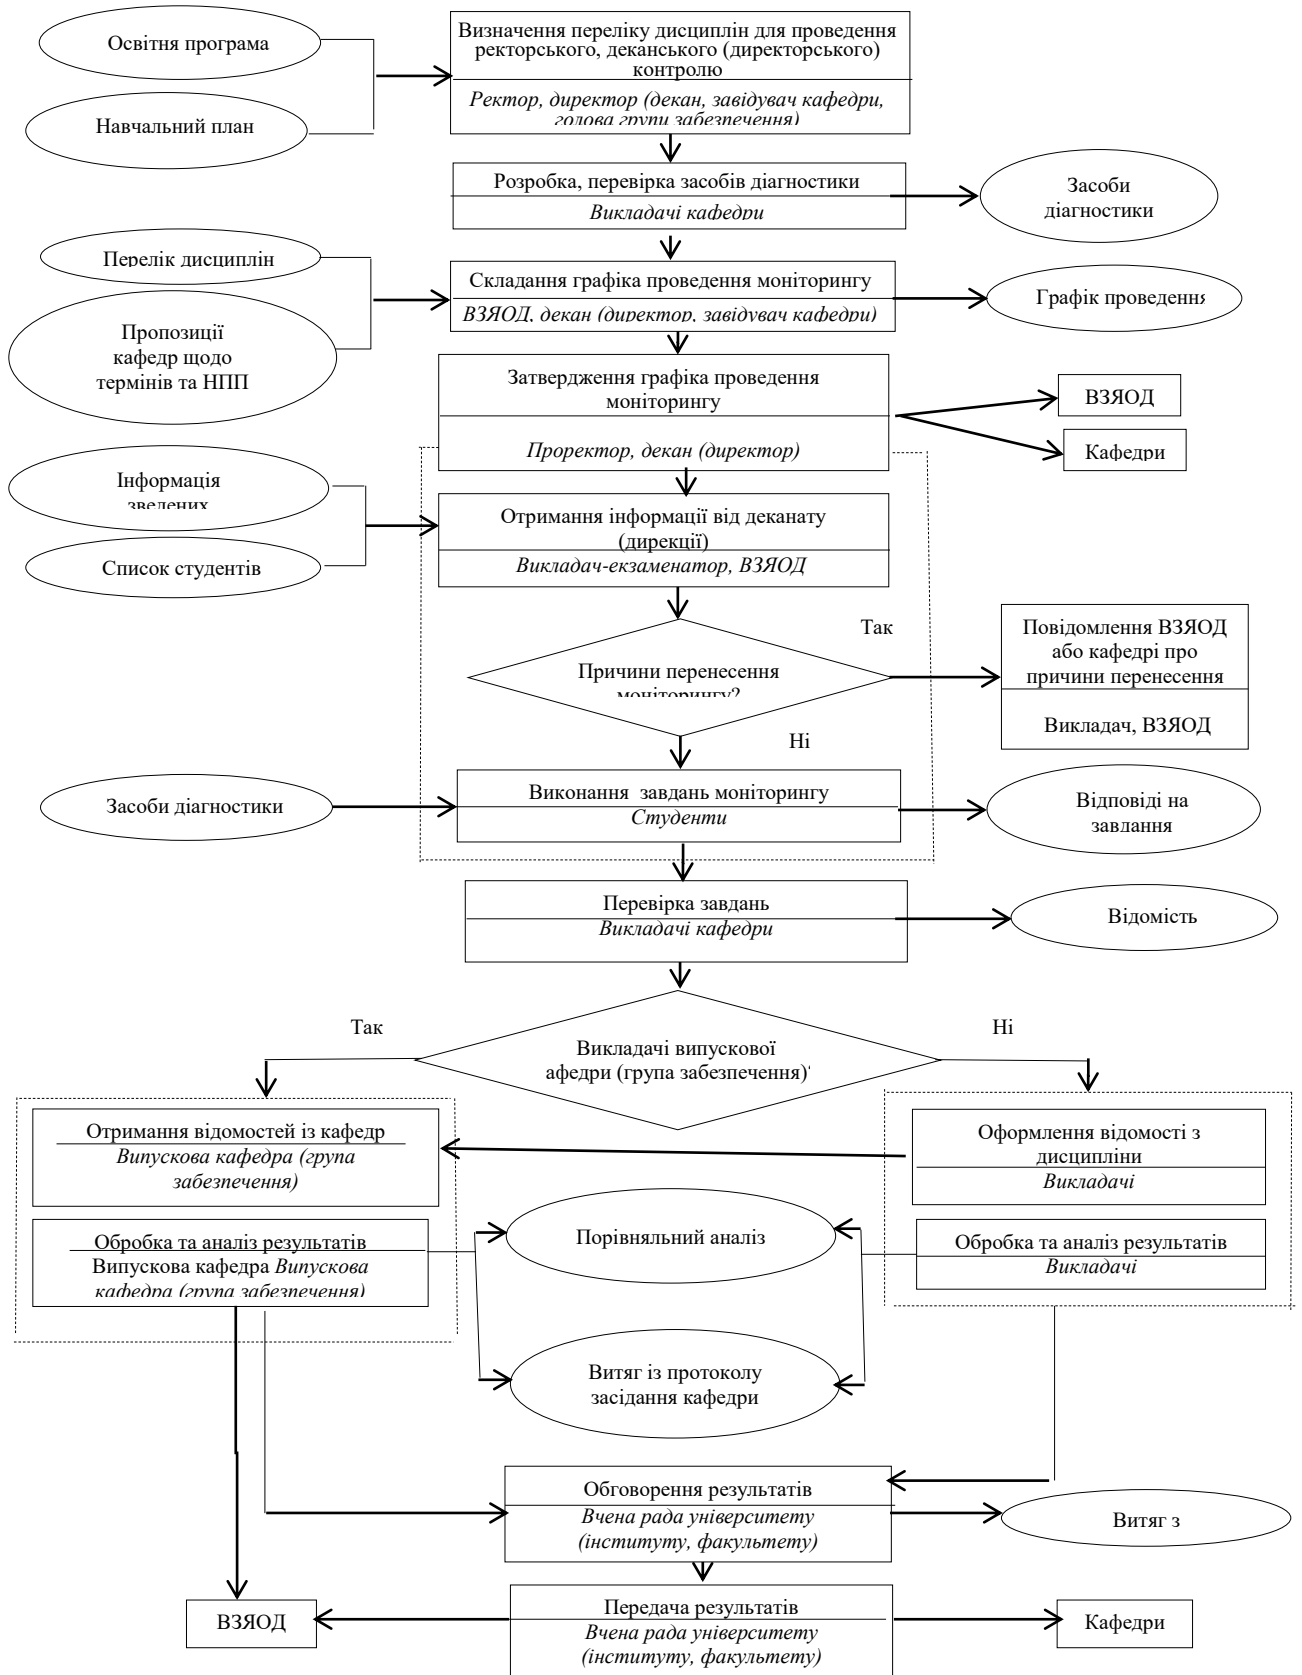 Освітня програма
Навчальний план
Визначення переліку дисциплін для проведення
ректорського, деканського (директорського)
контролю
Ректор, директор (декан, завідувач кафедри,
голова групи забезпечення)
Розробка, перевірка засобів діагностики
Викладачі кафедри
Засоби
діагностики
Перелік дисциплін
Пропозиції
кафедр щодо
термінів та НПП
Складання графіка проведення моніторингу
ВЗЯОД, декан (директор, завідувач кафедри)
Графік проведення
Затвердження графіка проведення
моніторингу
Проректор, декан (директор)
ВЗЯОД
Кафедри
Інформація
зведених
Список студентів
Отримання інформації від деканату
(дирекції)
Викладач-екзаменатор, ВЗЯОД
Причини перенесення
моніторингу?
Так
Ні
Повідомлення ВЗЯОД
або кафедрі про
причини перенесення
Викладач, ВЗЯОД
Засоби діагностики
Виконання завдань моніторингу
Студенти
Відповіді на
завдання
Перевірка завдань
Викладачі кафедри
Відомість
Так
Ні
Викладачі випускової
афедри (група забезпечення)?
Отримання відомостей із кафедр
Випускова кафедра (група
забезпечення)
Оформлення відомості з
дисципліни
Викладачі
Обробка та аналіз результатів
Випускова кафедра Випускова
кафедра (група забезпечення)
Порівняльний аналіз
Обробка та аналіз результатів
Викладачі
Витяг із протоколу
засідання кафедри
Обговорення результатів
Вчена рада університету
(інституту, факультету)
Витяг з
ВЗЯОД
Передача результатів
Вчена рада університету
(інституту, факультету)
Кафедри